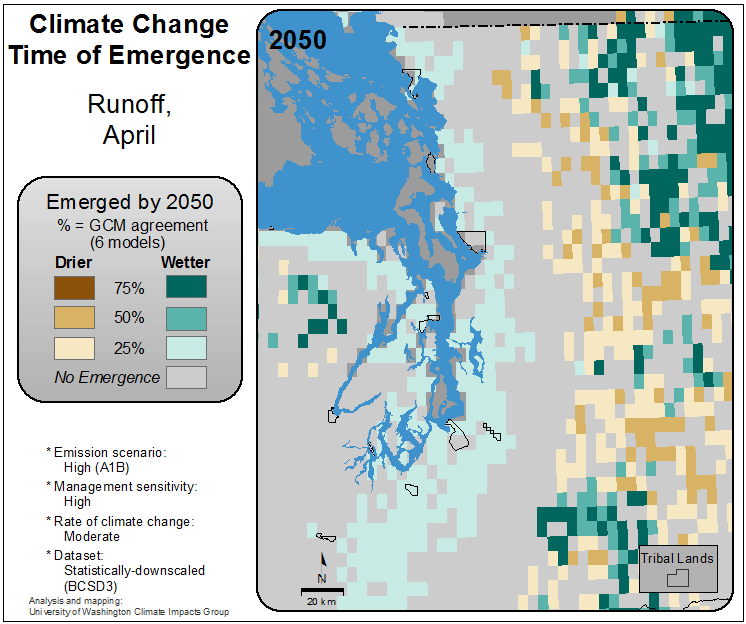 Climate Change
Time of Emergence
Runoff,
April
Emerged by 2050
% = GCM agreement
(6 models)
Drier Wetter
75%
50%
25%
No Emergence
* Emission scenario:
High (A1B)
* Management sensitivity:
High
* Rate of climate change:
Moderate
* Dataset:
Statistically-downscaled
(BCSD3)
Analysis and mapping:
University of Washington Climate Impacts Group
2050
N
20 km
Tribal Lands